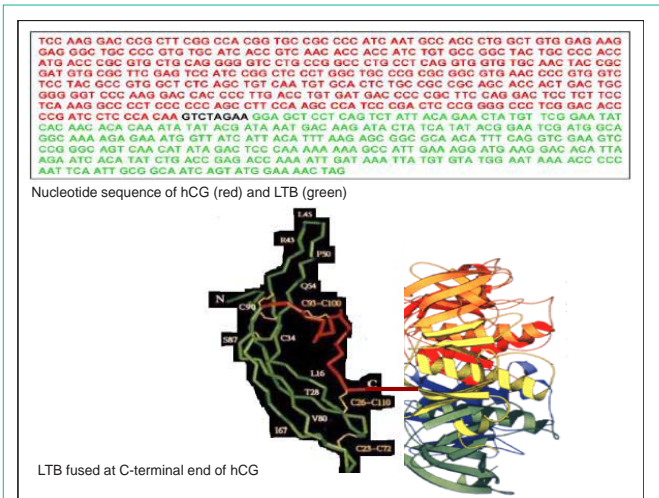 TCC AAG GAC CCG CTT CGG CCA CGG TGC CGC CCC ATC AAT GCC ACC CTG GCT GTG GAG AAG
GAG GGC TGC CCC GTG TGC ATC ACC GTC AAC ACC ACC ATC TGT GCC GGC TAC TGC CCC ACC
ATG ACC CGC GTG CTG CAG GGG GTC CTG CCG GCC CTG CCT CAG GTG GTG TGC AAC TAC CGC
GAT GTG CGC TTC GAG TCC ATC CGG CTC CCT GGC TGC CCG CGC GGC GTG AAC CCC GTG GTC
TCC TAC GCC GTG GCT CTC AGC TGT CAA TGT GCA CTC TGC CGC CGC AGC ACC ACT GAC TGC
GGG GGT CCC AAG GAC CAC CCC TTG ACC TGT GAT GAC CCC CGC TTC CAG GAC TCC TCT TCC
TCA AAG GCC CCT CCC CCC AGC CTT CCA AGC CCA TCC CGA CTC CCG GGG CCC TCG GAC ACC
CCG ATC CTC CCA CAA GTCTAGAA GGA GCT CCT CAG TCT ATT ACA GAA CTA TGT TCG GAA TAT
CAC AAC ACA CAA ATA TAT ACG ATA AAT GAC AAG ATA CTA TCA TAT ACG GAA TCG ATG GCA
GGC AAA AGA GAA ATG GTT ATC ATT ACA TTT AAG AGC GGC GCA ACA TTT CAG GTC GAA GTC
CCG GGC AGT CAA CAT ATA GAC TCC CAA AAA AAA GCC ATT GAA AGG ATG AAG GAC ACA TTA
AGA ATC ACA TAT CTG ACC GAG ACC AAA ATT GAT AAA TTA TGT GTA TGG AAT AAA ACC CCC
AAT TCA ATT GCG GCA ATC AGT ATG GAA AAC TAG
Nucleotide sequence of hCG (red) and LTB (green)
L45
R43
P50
Q54
N
C90
C93–C100
S87
C34
L16
C
T28
C26–C110
V80
I67
C23–C72
LTB fused at C-terminal end of hCG